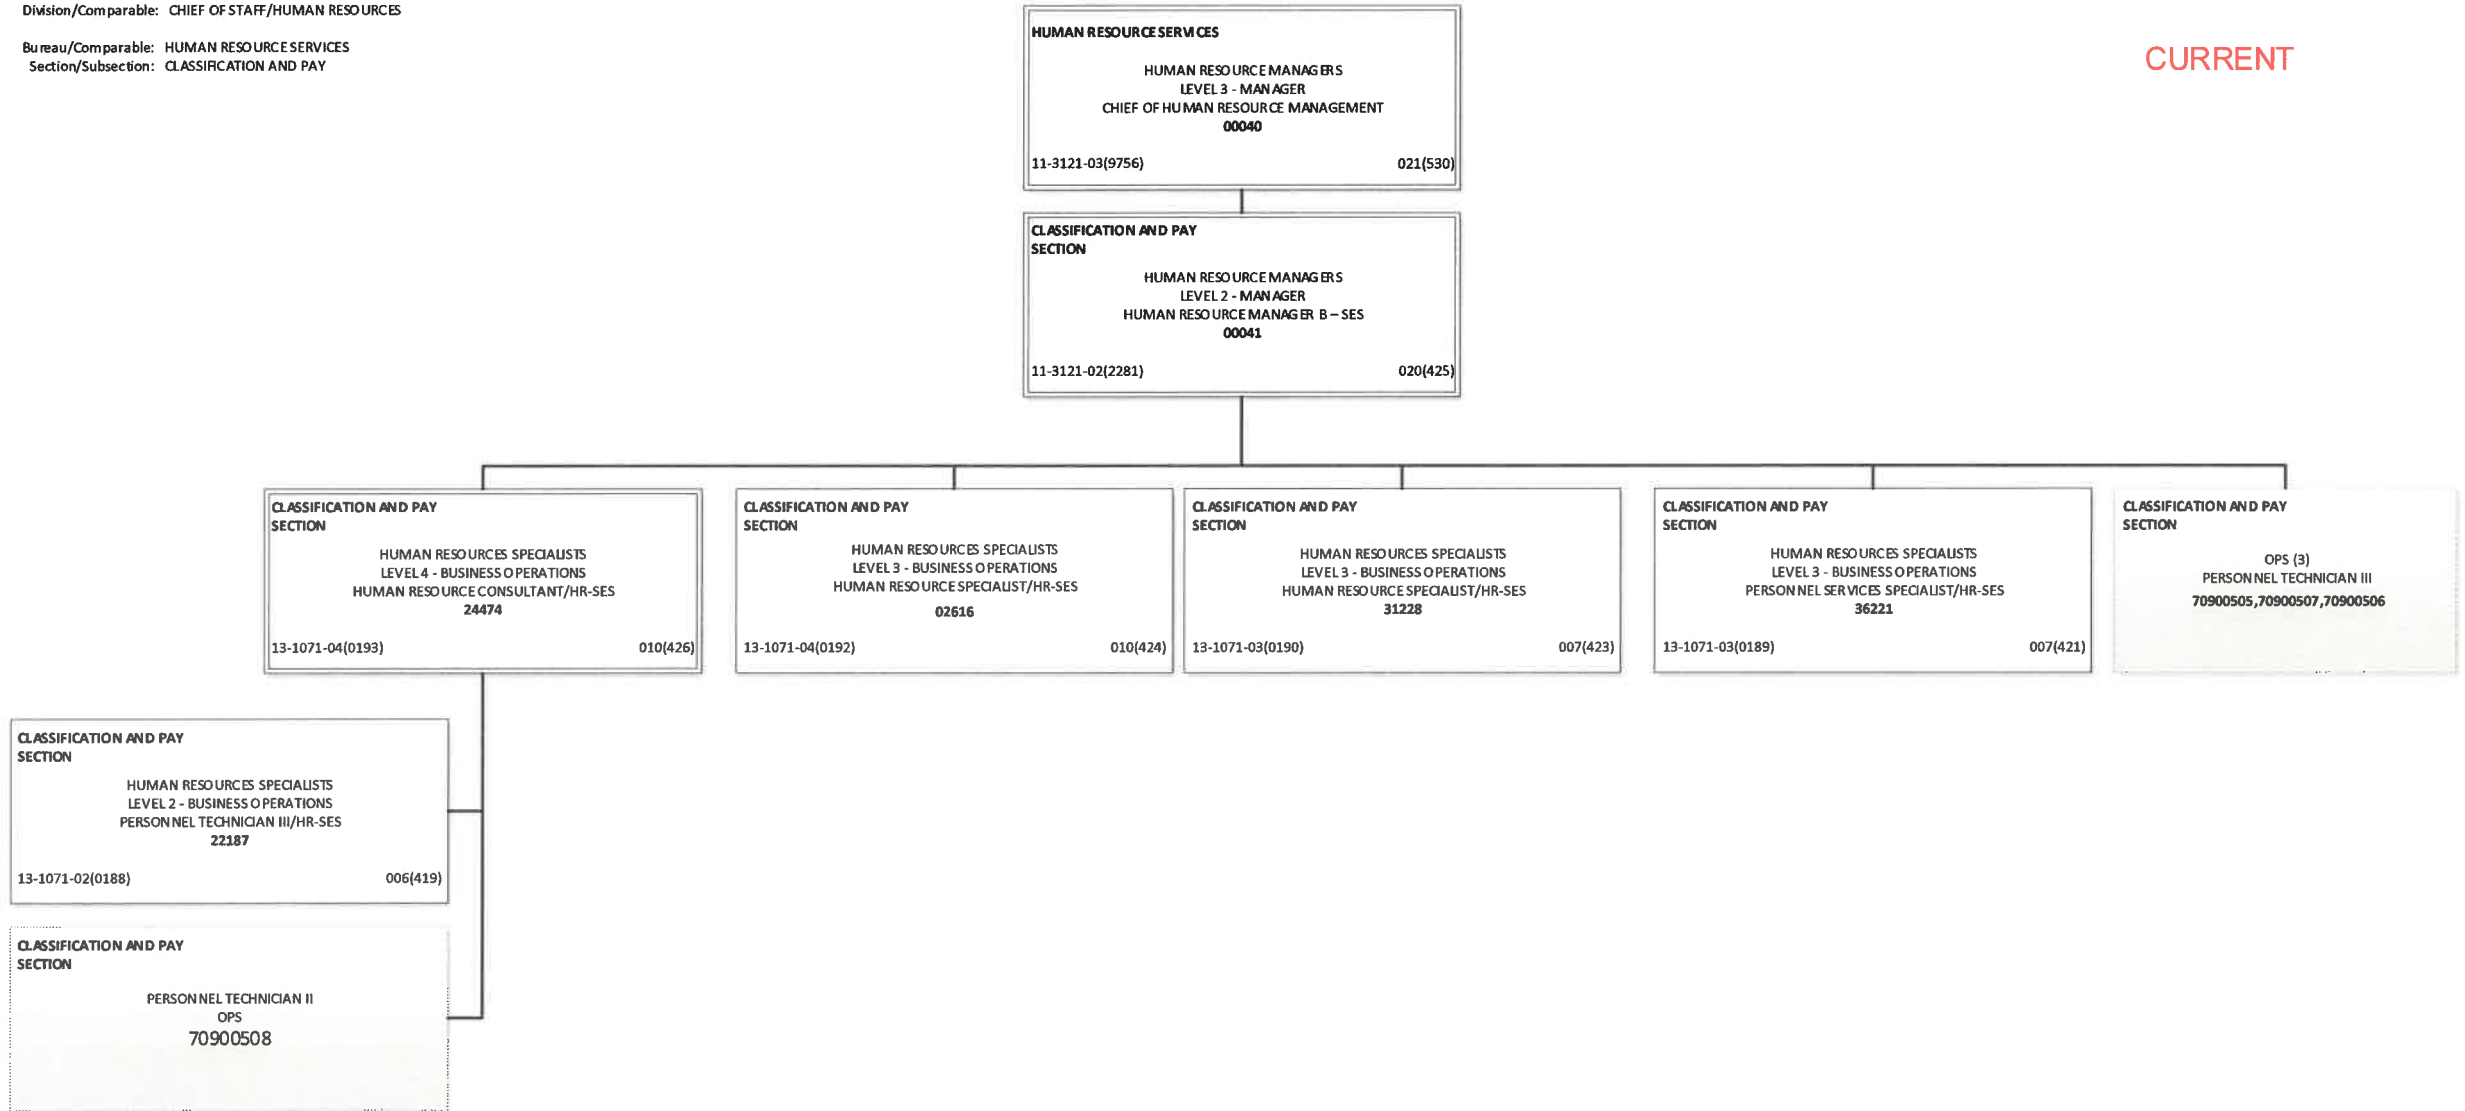 Division/Comparable: CHIEF OF STAFF/HUMAN RESOURCES
Bureau/Comparable: HUMAN RESOURCE SERVICES
Section/Subsection: CLASSIFICATION AND PAY
CURRENT
HUMAN RESOURCE SERVICES
HUMAN RESOURCE MANAGERS
LEVEL 3 - MANAGER
CHIEF OF HUMAN RESOURCE MANAGEMENT
00040
11-3121-03(9756) 021(530)
CLASSIFICATION AND PAY
SECTION
HUMAN RESOURCE MANAGERS
LEVEL 2 - MANAGER
HUMAN RESOURCE MANAGER B – SES
00041
11-3121-02(2281) 020(425)
CLASSIFICATION AND PAY
SECTION
HUMAN RESOURCES SPECIALISTS
LEVEL 4 - BUSINESS OPERATIONS
HUMAN RESOURCE CONSULTANT/HR-SES
24474
13-1071-04(0193) 010(426)
CLASSIFICATION AND PAY
SECTION
HUMAN RESOURCES SPECIALISTS
LEVEL 3 - BUSINESS OPERATIONS
HUMAN RESOURCE SPECIALIST/HR-SES
02616
13-1071-04(0192) 010(424)
CLASSIFICATION AND PAY
SECTION
HUMAN RESOURCES SPECIALISTS
LEVEL 3 - BUSINESS OPERATIONS
HUMAN RESOURCE SPECIALIST/HR-SES
31228
13-1071-03(0190) 007(423)
CLASSIFICATION AND PAY
SECTION
HUMAN RESOURCES SPECIALISTS
LEVEL 3 - BUSINESS OPERATIONS
PERSONNEL SERVICES SPECIALIST/HR-SES
36221
13-1071-03(0189) 007(421)
CLASSIFICATION AND PAY
SECTION
OPS (3)
PERSONNEL TECHNICIAN III
70900505,70900507,70900506
CLASSIFICATION AND PAY
SECTION
HUMAN RESOURCES SPECIALISTS
LEVEL 2 - BUSINESS OPERATIONS
PERSONNEL TECHNICIAN III/HR-SES
22187
13-1071-02(0188) 006(419)
CLASSIFICATION AND PAY
SECTION
PERSONNEL TECHNICIAN II
OPS
70900508